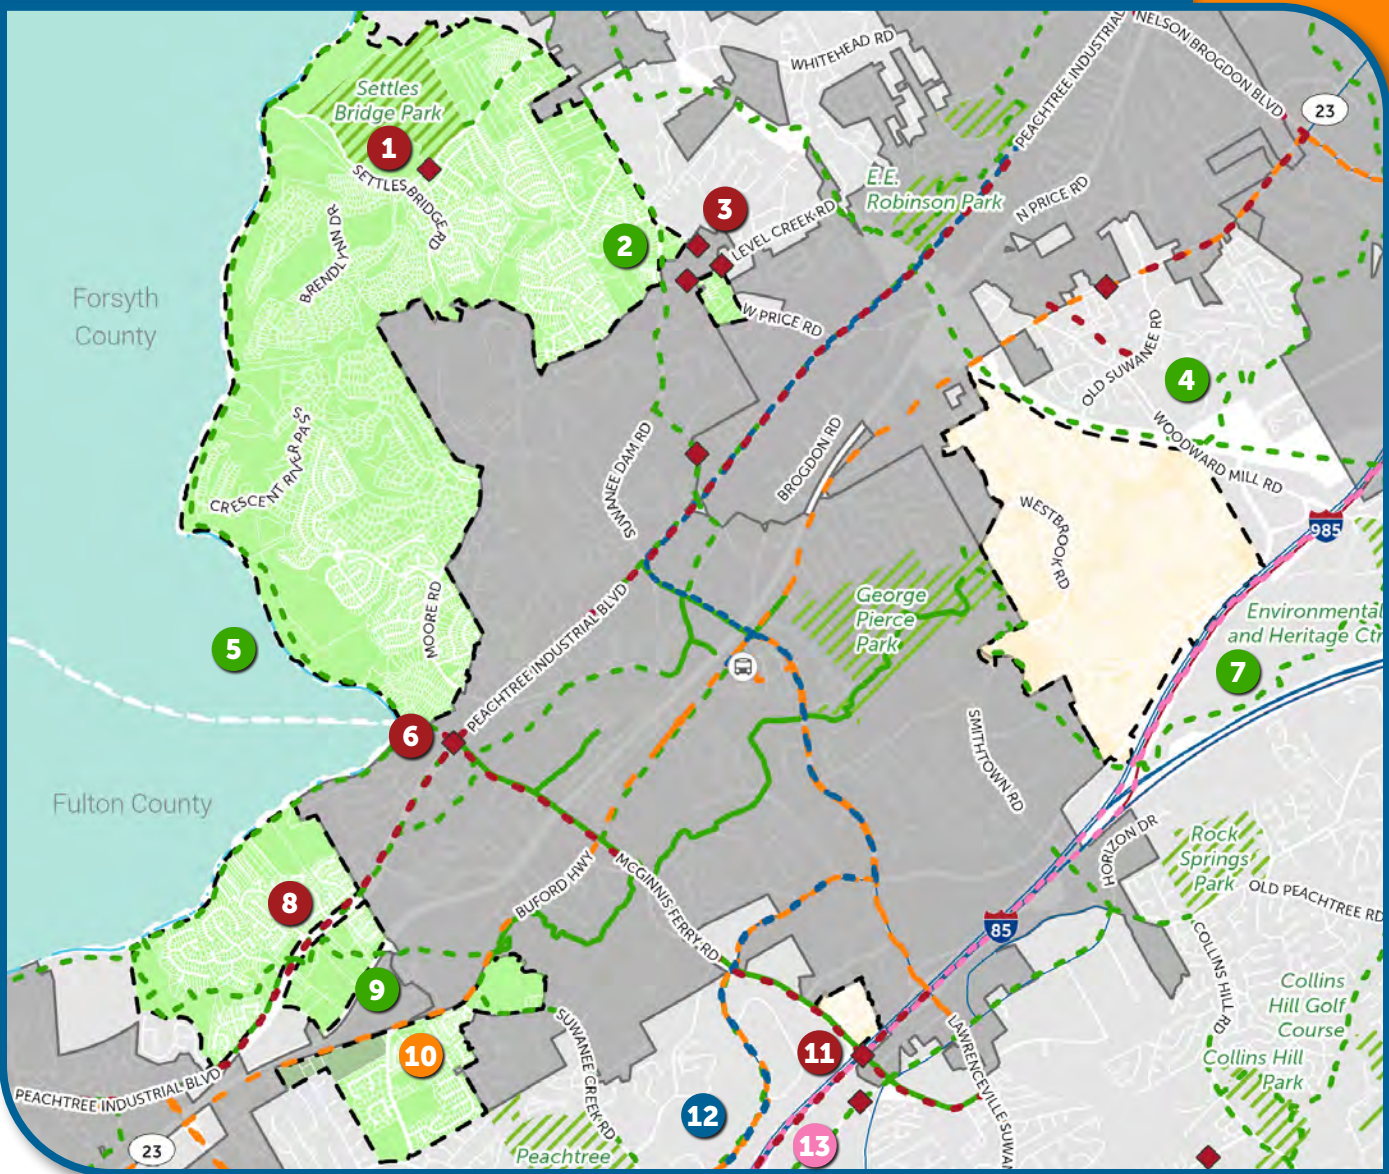 NELSON BROGDON BLVD
WHITEHEAD RD
PEACHTREE INDUSTRIAL
Settles
Bridge Park
23
1
SETTLES BRIDGE RD
E.E.
Robinson Park
N PRICE RD
3
LEVEL CREEK RD
2
BRENDLYNN DR
Forsyth
County
W PRICE RD
OLD SUWANEE RD
4
CRESCENT RIVER PASS
SUWANEE DAM RD
BROGDON RD
WOODWARD MILL RD
WESTBROOK RD
985
MOORE RD
PEACHTREE INDUSTRIAL BLVD
George
Pierce
Park
Environmental
and Heritage Ctr
5
7
6
SMITHTOWN RD
Fulton County
HORIZON DR
Rock
Springs
Park
OLD PEACHTREE RD
BUFORD HWY
MCGINNIS FERRY RD
8
85
COLLINS HILL RD
9
Collins
Hill Golf
Course
10
11
SUWANEE CREEK RD
LAWRENCEVILLE SUWAN
Collins Hill
Park
PEACHTREE INDUSTRIAL BLVD
12
13
23
Peachtree